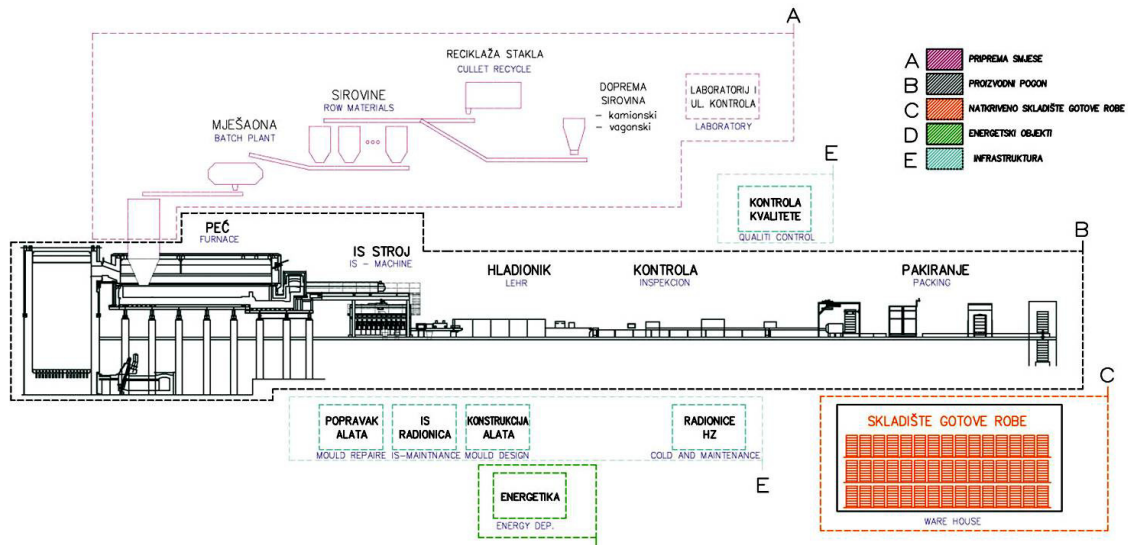 A
RECIKLAŽA STAKLA
CULLET RECYCLE
SIROVINE
ROW MATERIALS
DOPREMA
SIROVINA
– kamionski
– vagonski
LABORATORIJ I
UL. KONTROLA
LABORATORY
MJEŠAONA
BATCH PLANT
A PRIPREMA SMJESE
B PROIZVODNI POGON
C NATKRIVENO SKLADIŠTE GOTOVE ROBE
D ENERGETSKI OBJEKTI
E INFRASTRUKTURA
E
KONTROLA
KVALITETE
QUALITI CONTROL
B
PEĆ
FURNACE
IS STROJ
IS – MACHINE
HLADIONIK
LEHR
KONTROLA
INSPEKCION
PAKIRANJE
PACKING
POPRAVAK
ALATA
MOULD REPAIRE
IS
RADIONICA
IS-MAINTNANCE
KONSTRUKCIJA
ALATA
MOULD DESIGN
RADIONICE
HZ
COLD AND MAINTENANCE
E
ENERGETIKA
ENERGY DEP.
C
SKLADIŠTE GOTOVE ROBE
WARE HOUSE